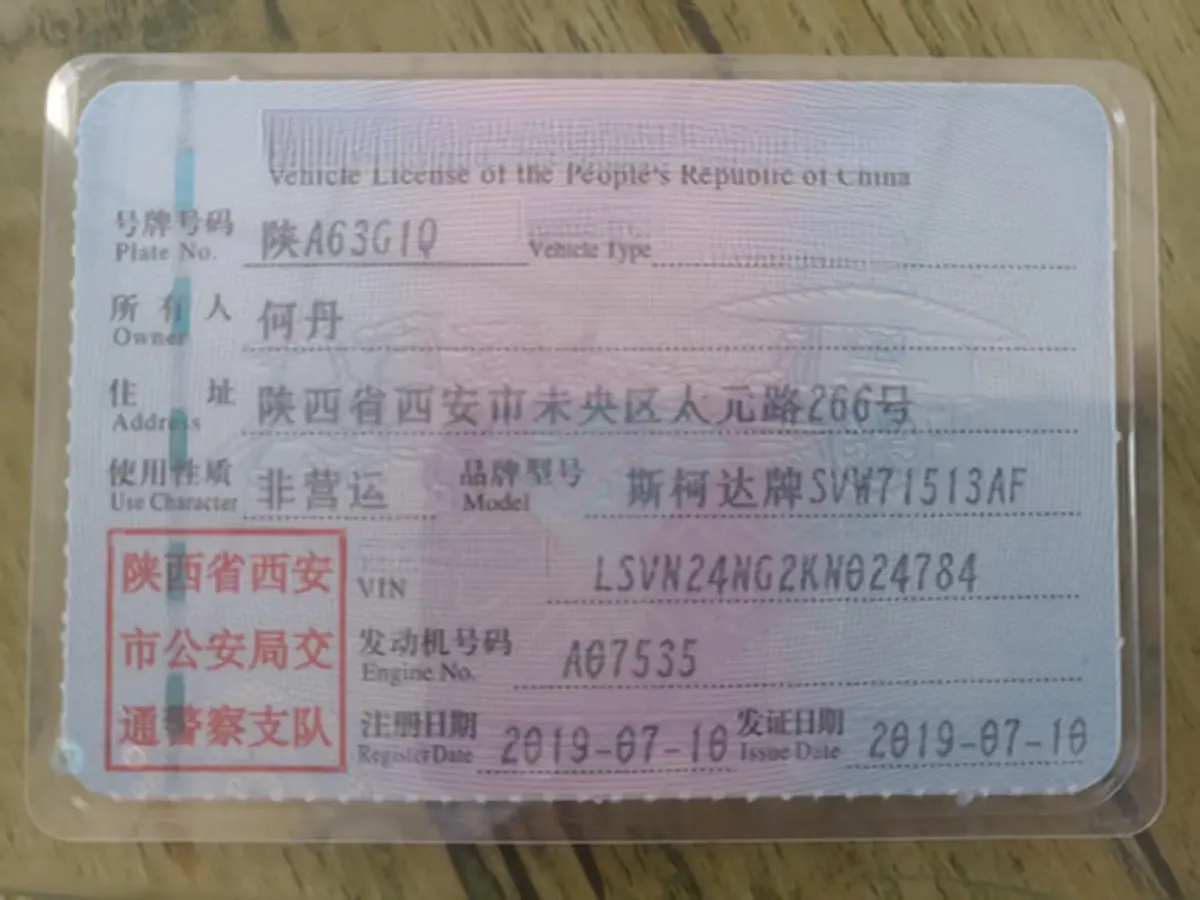 Vehicle License of the People's Republic of China
号牌号码 陕A63G1Q Vehicle Type
Plate No.
所有人 何丹
Owner
住址 陕西省西安市未央区太元路266号
Address
使用性质 非营运 品牌型号 斯柯达牌SVW71513AF
Use Character Model
陕西省西安 VIN LSVN24NG2KN024784
市公安局交 发动机号码 A07535
Engine No.
通警察支队 注册日期 2019-07-10 发证日期 2019-07-10
Register Date Issue Date